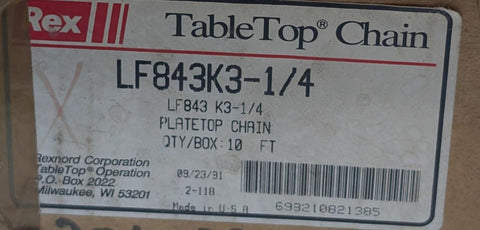 Rex TableTop® Chain
LF843K3-1/4
LF843 K3-1/4
PLATETOP CHAIN
QTY/BOX: 10 FT
Rexnord Corporation
TableTop® Operation
P.O. Box 2022
Milwaukee, WI 53201
09/23/91
2-118
Made in U.S.A
699210821385